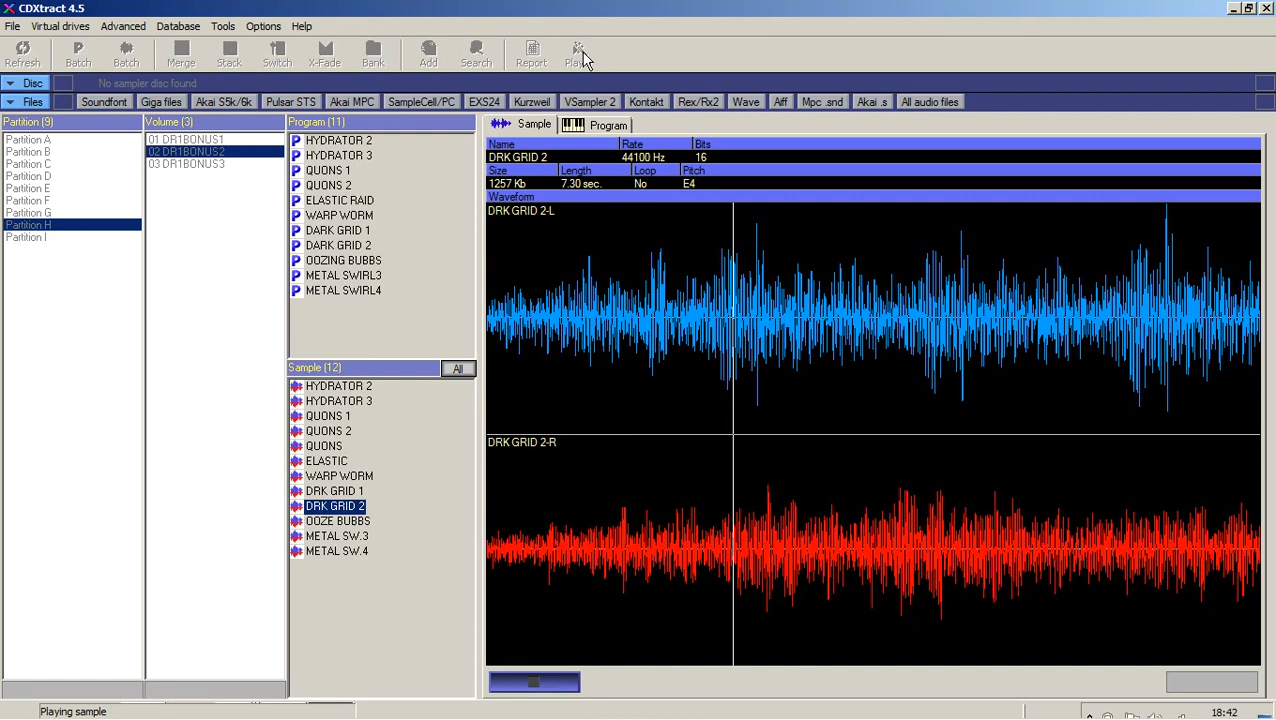 CDXtract 4.5
File Virtual drives Advanced Database Tools Options Help
Refresh Batch Batch Merge Stack Switch X-Fade Bank Add Search Report
Disc No sampler disc found
Files Soundfont Giga files Akai S5k/6k Pulsar STS Akai MPC SampleCell/PC EXS24 Kurzweil VSampler 2 Kontakt Rex/Rx2 Wave Aiff Mpc .snd Akai .s All audio files
Partition (9)
Partition A
Partition B
Partition C
Partition D
Partition E
Partition F
Partition G
Partition H
Partition I
Volume (3)
01 DR1BONUS1
02 DR1BONUS2
03 DR1BONUS3
Program (11)
P HYDRATOR 2
P HYDRATOR 3
P QUONS 1
P QUONS 2
P ELASTIC RAID
P WARP WORM
P DARK GRID 1
P DARK GRID 2
P OOZING BUBBS
P METAL SWIRL3
P METAL SWIRL4
Sample (12) All
HYDRATOR 2
HYDRATOR 3
QUONS 1
QUONS 2
QUONS
ELASTIC
WARP WORM
DRK GRID 1
DRK GRID 2
OOZE BUBBS
METAL SW.3
METAL SW.4
Sample Program
Name Rate Bits
DRK GRID 2 44100 Hz 16
Size Length Loop Pitch
1257 Kb 7.30 sec. No E4
Waveform
DRK GRID 2-L
DRK GRID 2-R
Playing sample
18:42